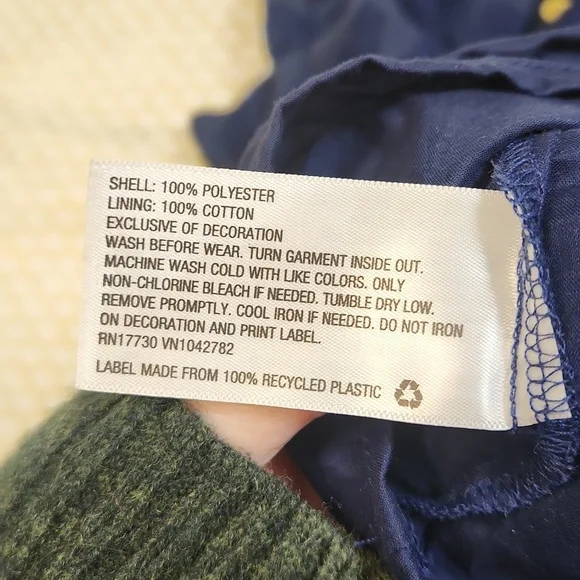 SHELL: 100% POLYESTER
LINING: 100% COTTON
EXCLUSIVE OF DECORATION
WASH BEFORE WEAR. TURN GARMENT INSIDE OUT.
MACHINE WASH COLD WITH LIKE COLORS. ONLY
NON-CHLORINE BLEACH IF NEEDED. TUMBLE DRY LOW.
REMOVE PROMPTLY. COOL IRON IF NEEDED. DO NOT IRON
ON DECORATION AND PRINT LABEL.
RN17730 VN1042782
LABEL MADE FROM 100% RECYCLED PLASTIC